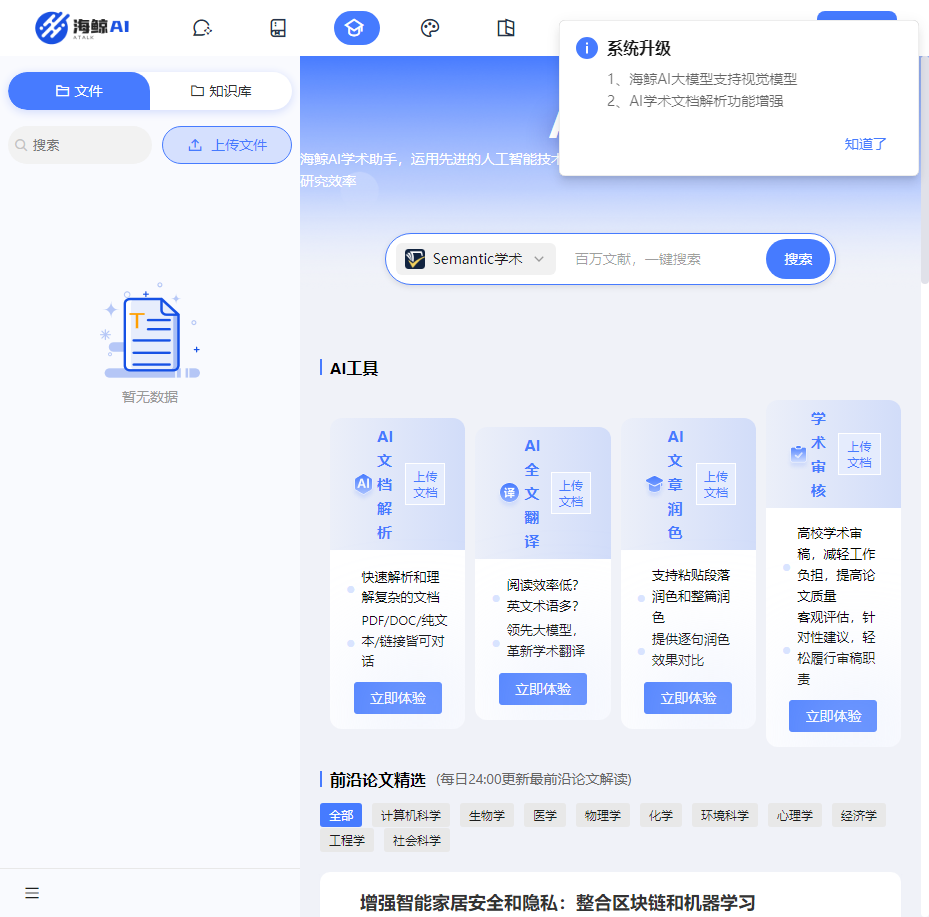 海鲸AI
ATALK
系统升级
1、海鲸AI大模型支持视觉模型
2、AI学术文档解析功能增强
知道了
文件
知识库
搜索
上传文件
暂无数据
海鲸AI学术助手，运用先进的人工智能技术
研究效率
Semantic学术
百万文献，一键搜索
搜索
AI工具
AI
文
档
解
析
上传
文档
快速解析和理
解复杂的文档
PDF/DOC/纯文
本/链接皆可对
话
立即体验
AI
全
文
翻
译
上传
文档
阅读效率低？
英文术语多？
领先大模型，
革新学术翻译
立即体验
AI
文
章
润
色
上传
文档
支持粘贴段落
润色和整篇润
色
提供逐句润色
效果对比
立即体验
学
术
审
核
上传
文档
高校学术审
稿，减轻工作
负担，提高论
文质量
客观评估，针
对性建议，轻
松履行审稿职
责
立即体验
前沿论文精选 (每日24:00更新最前沿论文解读)
全部 计算机科学 生物学 医学 物理学 化学 环境科学 心理学 经济学
工程学 社会科学
增强智能家居安全和隐私：整合区块链和机器学习